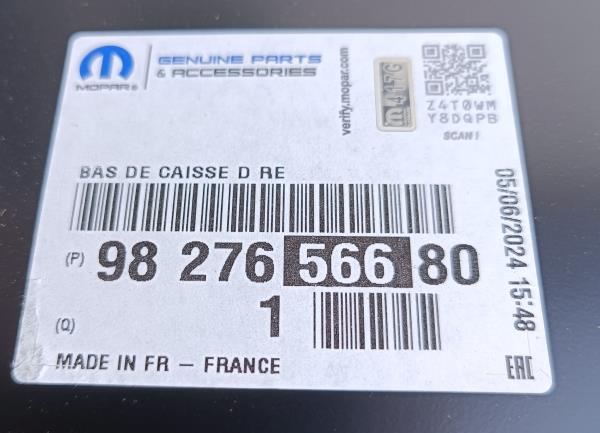 MOPAR®
GENUINE PARTS
& ACCESSORIES
verify.mopar.com
m417G
Z4T0WM
Y8DQPB
SCAN!
BAS DE CAISSE D RE
(P) 98 276 566 80
(Q) 1
MADE IN FR – FRANCE
05/06/2024 15:48
EAC